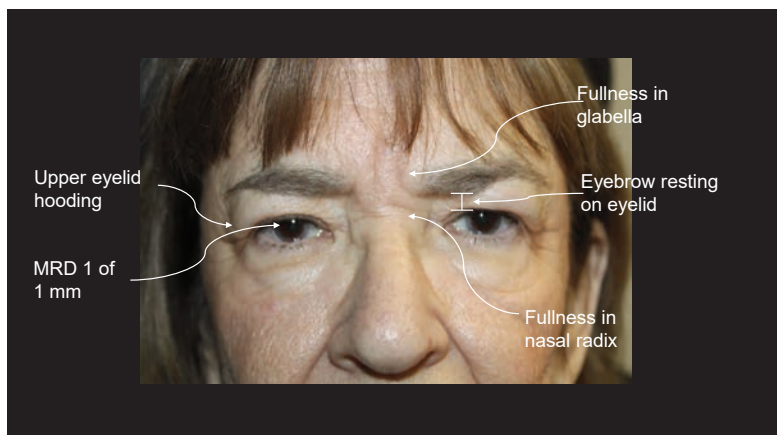 Fullness in
glabella
Upper eyelid
hooding
Eyebrow resting
on eyelid
MRD 1 of
1 mm
Fullness in
nasal radix